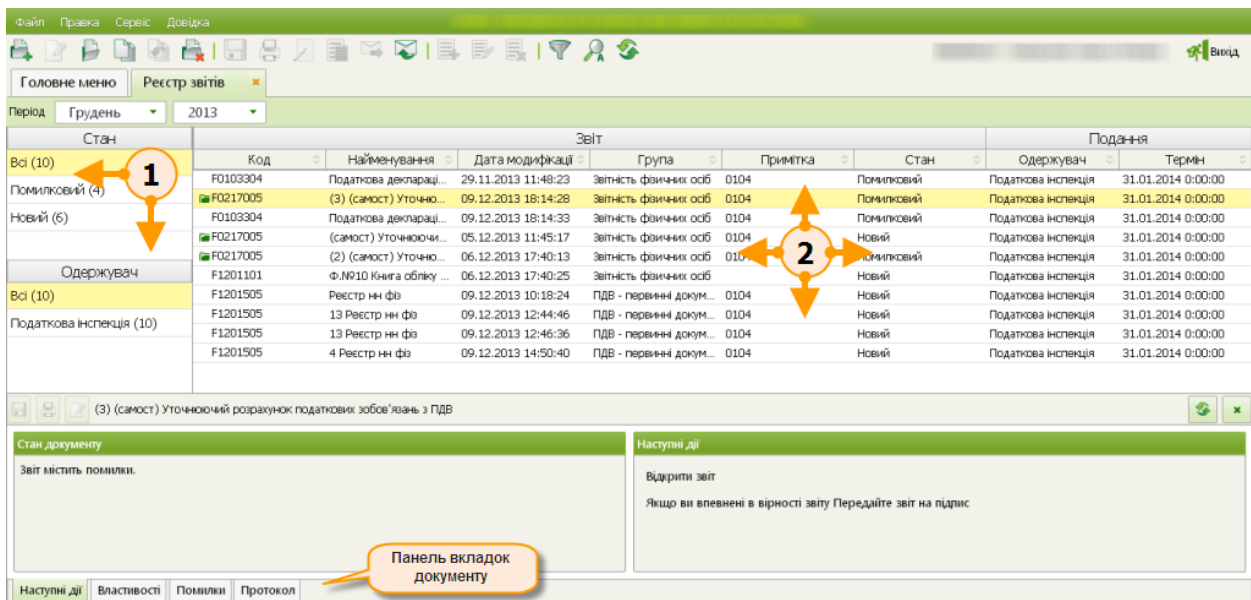 Файл Правка Сервіс Довідка
Вихід
Головне меню Реєстр звітів
Період Грудень 2013
Стан Звіт Подання
Всі (10) Код Найменування Дата модифікації Група Примітка Стан Одержувач Термін
1
Помилковий (4)
Новий (6)
F0103304 Податкова деклараці... 29.11.2013 11:48:23 Звітність фізичних осіб 0104 Помилковий Податкова інспекція 31.01.2014 0:00:00
F0217005 (3) (самост) Уточню... 09.12.2013 18:14:28 Звітність фізичних осіб 0104 Помилковий Податкова інспекція 31.01.2014 0:00:00
F0103304 Податкова деклараці... 09.12.2013 18:14:33 Звітність фізичних осіб 0104 Помилковий Податкова інспекція 31.01.2014 0:00:00
F0217005 (самост) Уточнюючи... 05.12.2013 11:45:17 Звітність фізичних осіб 0104 Новий Податкова інспекція 31.01.2014 0:00:00
2
F0217005 (2) (самост) Уточню... 06.12.2013 17:40:13 Звітність фізичних осіб 0104 Помилковий Податкова інспекція 31.01.2014 0:00:00
F1201101 Ф.№10 Книга обліку ... 06.12.2013 17:40:25 Звітність фізичних осіб Новий Податкова інспекція 31.01.2014 0:00:00
F1201505 Реєстр нн фіз 09.12.2013 10:18:24 ПДВ - первинні докум... 0104 Новий Податкова інспекція 31.01.2014 0:00:00
F1201505 13 Реєстр нн фіз 09.12.2013 12:44:46 ПДВ - первинні докум... 0104 Новий Податкова інспекція 31.01.2014 0:00:00
F1201505 13 Реєстр нн фіз 09.12.2013 12:46:36 ПДВ - первинні докум... 0104 Новий Податкова інспекція 31.01.2014 0:00:00
F1201505 4 Реєстр нн фіз 09.12.2013 14:50:40 ПДВ - первинні докум... 0104 Новий Податкова інспекція 31.01.2014 0:00:00
Одержувач
Всі (10)
Податкова інспекція (10)
(3) (самост) Уточнюючий розрахунок податкових зобов'язань з ПДВ
Стан документу
Звіт містить помилки.
Наступні дії
Відкрити звіт
Якщо ви впевнені в вірності звіту Передайте звіт на підпис
Панель вкладок
документу
Наступні дії Властивості Помилки Протокол